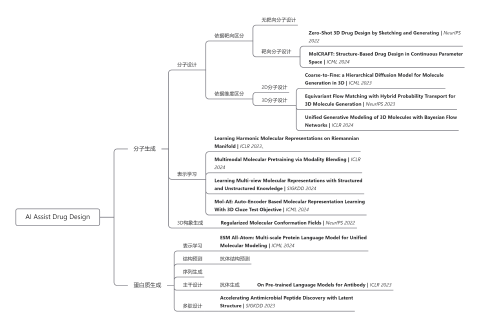 无靶向分子设计
Zero-Shot 3D Drug Design by Sketching and Generating | NeurIPS
2022
依据靶向区分
靶向分子设计
MolCRAFT: Structure-Based Drug Design in Continuous Parameter
Space | ICML 2024
分子设计
Coarse-to-Fine: a Hierarchical Diffusion Model for Molecule
Generation in 3D | ICML 2023
2D分子设计
依据维度区分
3D分子设计
Equivariant Flow Matching with Hybrid Probability Transport for
3D Molecule Generation | NeurIPS 2023
Unified Generative Modeling of 3D Molecules with Bayesian Flow
Networks | ICLR 2024
分子生成
Learning Harmonic Molecular Representations on Riemannian
Manifold | ICLR 2023.
Multimodal Molecular Pretraining via Modality Blending | ICLR
2024
表示学习
Learning Multi-view Molecular Representations with Structured
and Unstructured Knowledge | SIGKDD 2024
Mol-AE: Auto-Encoder Based Molecular Representation Learning
With 3D Cloze Test Objective | ICML 2024
AI Assist Drug Design
3D构象生成
Regularized Molecular Conformation Fields | NeurIPS 2022
表示学习
ESM All-Atom: Multi-scale Protein Language Model for Unified
Molecular Modeling | ICML 2024
结构预测
抗体结构预测
序列生成
蛋白质生成
主干设计
抗体生成
On Pre-trained Language Models for Antibody | ICLR 2023
多肽设计
Accelerating Antimicrobial Peptide Discovery with Latent
Structure | SIGKDD 2023